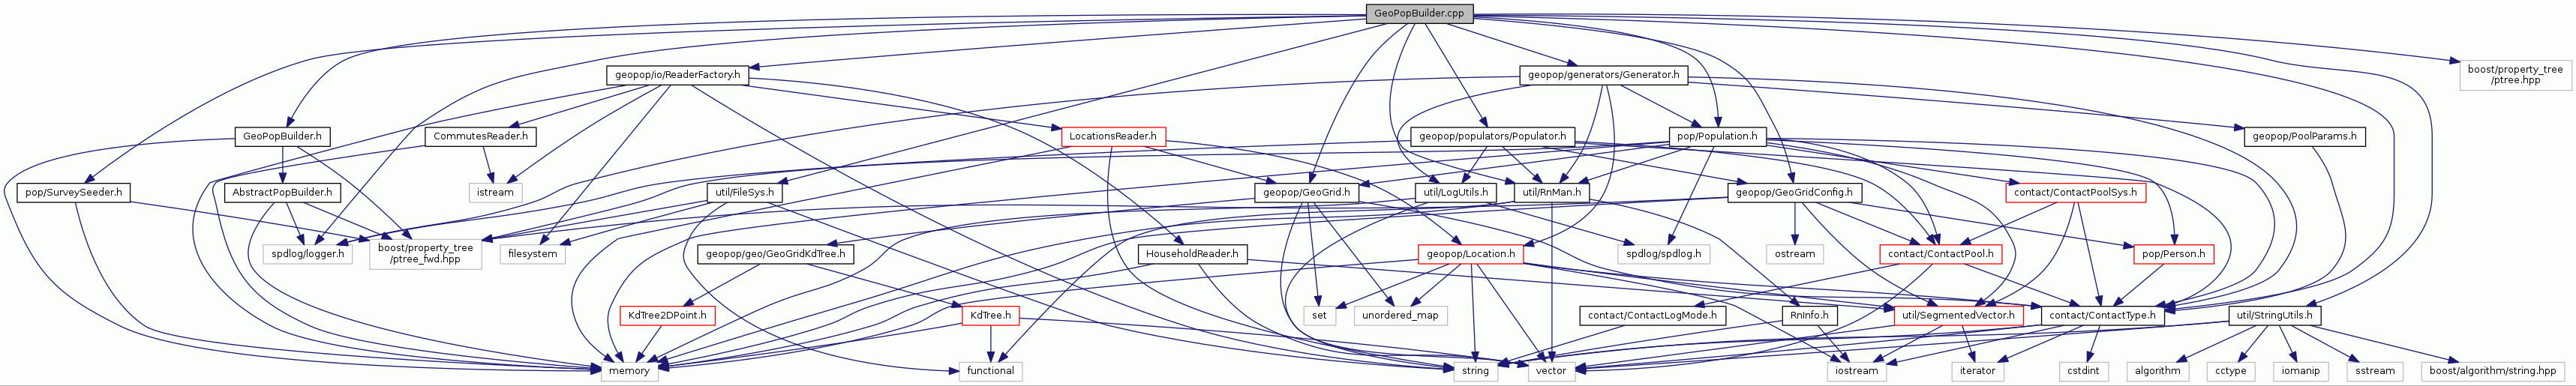 GeoPopBuilder.cpp
geopop/io/ReaderFactory.h
geopop/generators/Generator.h
boost/property_tree
/ptree.hpp
GeoPopBuilder.h
CommutesReader.h
LocationsReader.h
geopop/populators/Populator.h
pop/Population.h
geopop/PoolParams.h
pop/SurveySeeder.h
AbstractPopBuilder.h
istream
util/FileSys.h
geopop/GeoGrid.h
util/LogUtils.h
util/RnMan.h
geopop/GeoGridConfig.h
contact/ContactPoolSys.h
spdlog/logger.h
boost/property_tree
/ptree_fwd.hpp
filesystem
geopop/geo/GeoGridKdTree.h
HouseholdReader.h
geopop/Location.h
spdlog/spdlog.h
ostream
contact/ContactPool.h
pop/Person.h
KdTree2DPoint.h
KdTree.h
set
unordered_map
contact/ContactLogMode.h
RnInfo.h
util/SegmentedVector.h
contact/ContactType.h
util/StringUtils.h
memory
functional
string
vector
iostream
iterator
cstdint
algorithm
cctype
iomanip
sstream
boost/algorithm/string.hpp